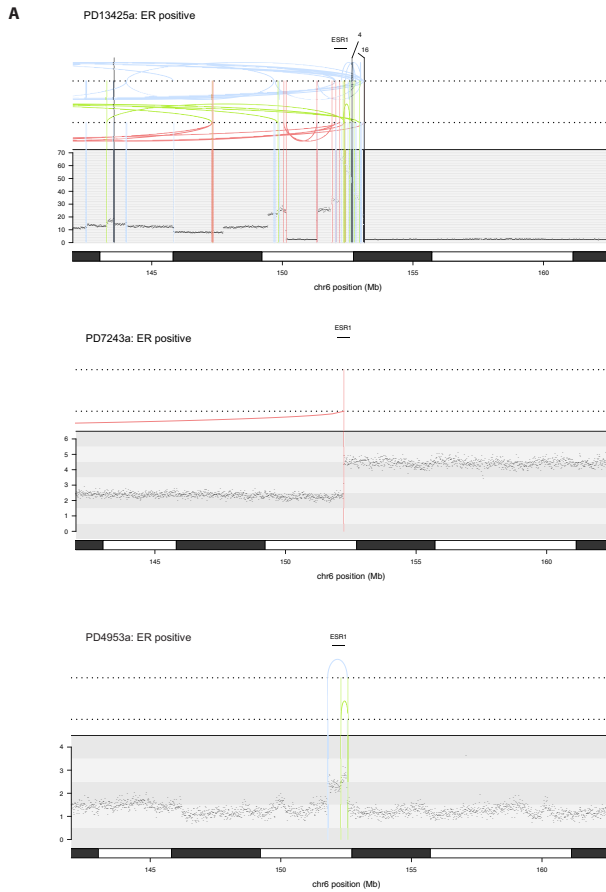 A
PD13425a: ER positive
ESR1
4
16
70
60
50
40
30
20
10
0
145 150 155 160
chr6 position (Mb)
PD7243a: ER positive
ESR1
6
5
4
3
2
1
0
145 150 155 160
chr6 position (Mb)
PD4953a: ER positive
ESR1
4
3
2
1
0
145 150 155 160
chr6 position (Mb)